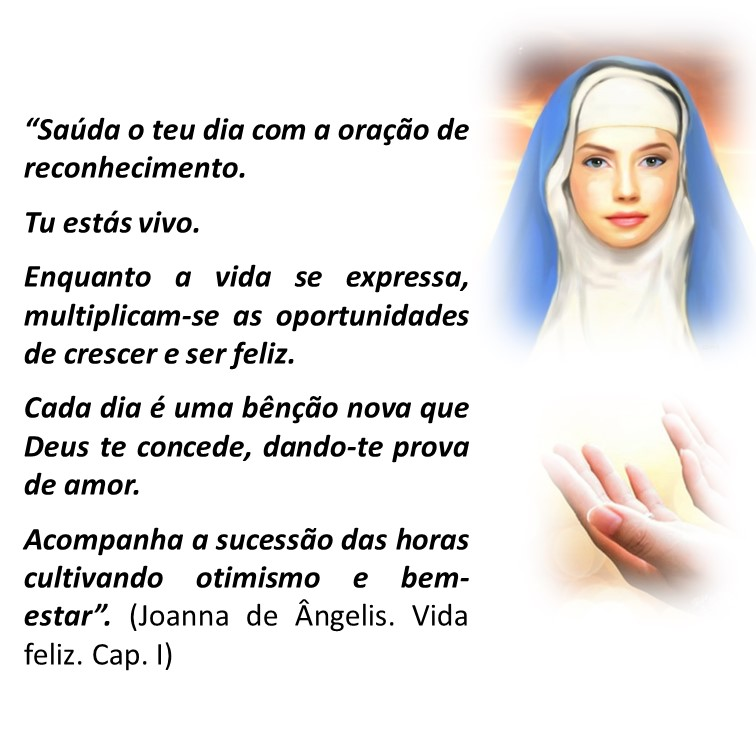 “Saúda o teu dia com a oração de
reconhecimento.
Tu estás vivo.
Enquanto a vida se expressa,
multiplicam-se as oportunidades
de crescer e ser feliz.
Cada dia é uma bênção nova que
Deus te concede, dando-te prova
de amor.
Acompanha a sucessão das horas
cultivando otimismo e bem-
estar”. (Joanna de Ângelis. Vida
feliz. Cap. I)